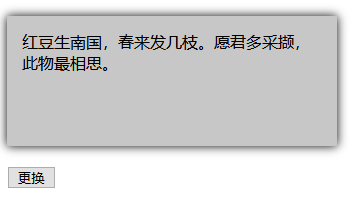 红豆生南国，春来发几枝。愿君多采撷，
此物最相思。
更换